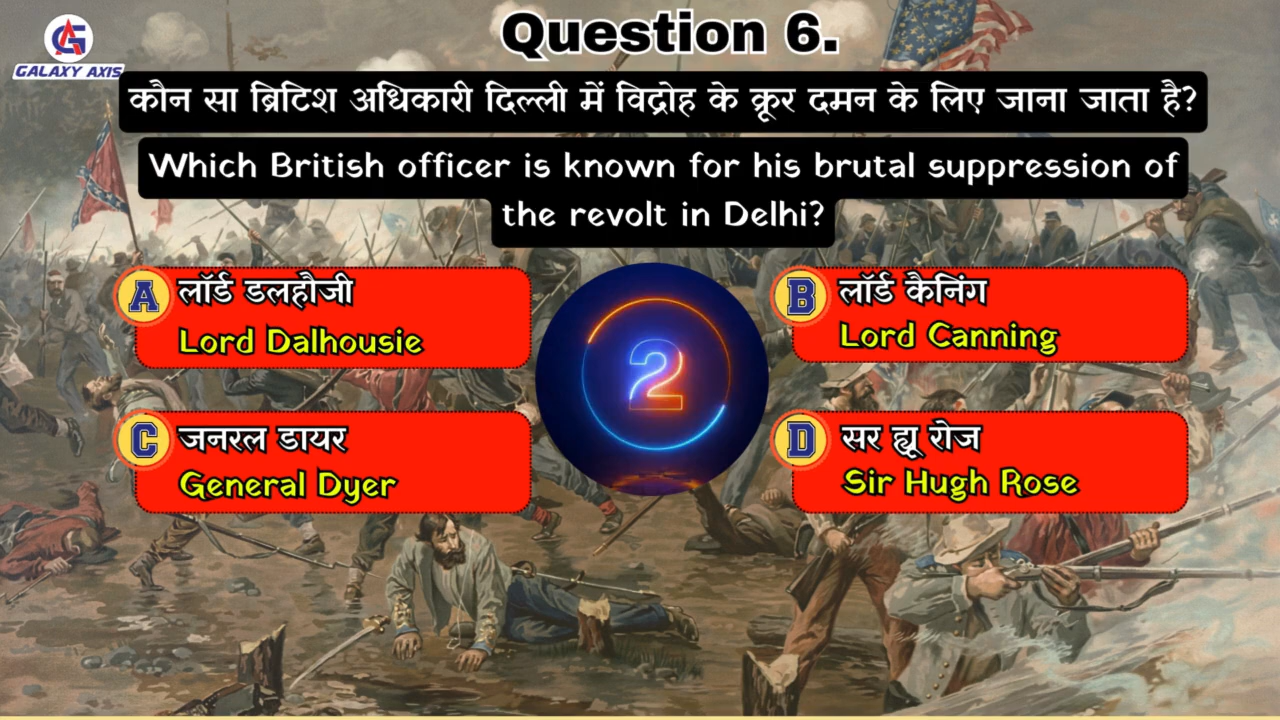 Question 6.
GALAXY AXIS
कौन सा ब्रिटिश अधिकारी दिल्ली में विद्रोह के क्रूर दमन के लिए जाना जाता है?
Which British officer is known for his brutal suppression of
the revolt in Delhi?
A लॉर्ड डलहौजी
Lord Dalhousie
B लॉर्ड कैनिंग
Lord Canning
2
C जनरल डायर
General Dyer
D सर ह्यू रोज
Sir Hugh Rose